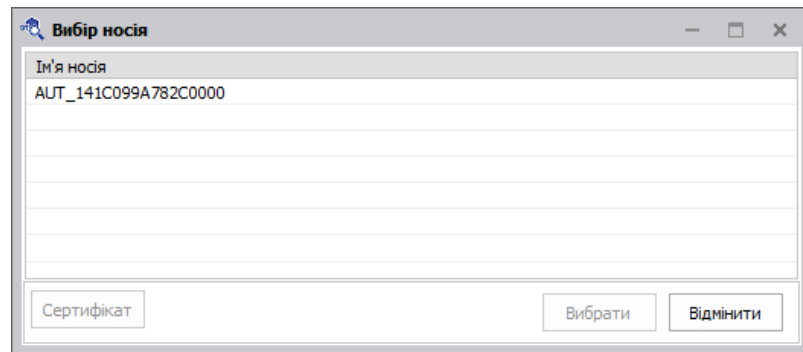 Вибір носія
Ім'я носія
AUT_141C099A782C0000
Сертифікат
Вибрати
Відмінити